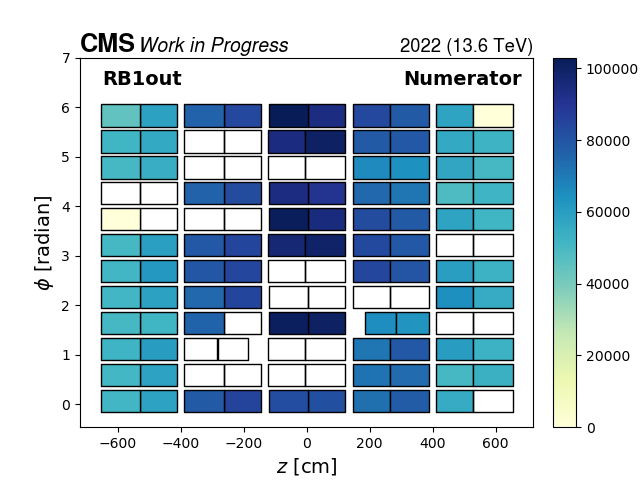 CMS Work in Progress 2022 (13.6 TeV)
RB1out Numerator
7
6
5
4
3
2
1
0
ϕ [radian]
−600 −400 −200 0 200 400 600
z [cm]
100000
80000
60000
40000
20000
0